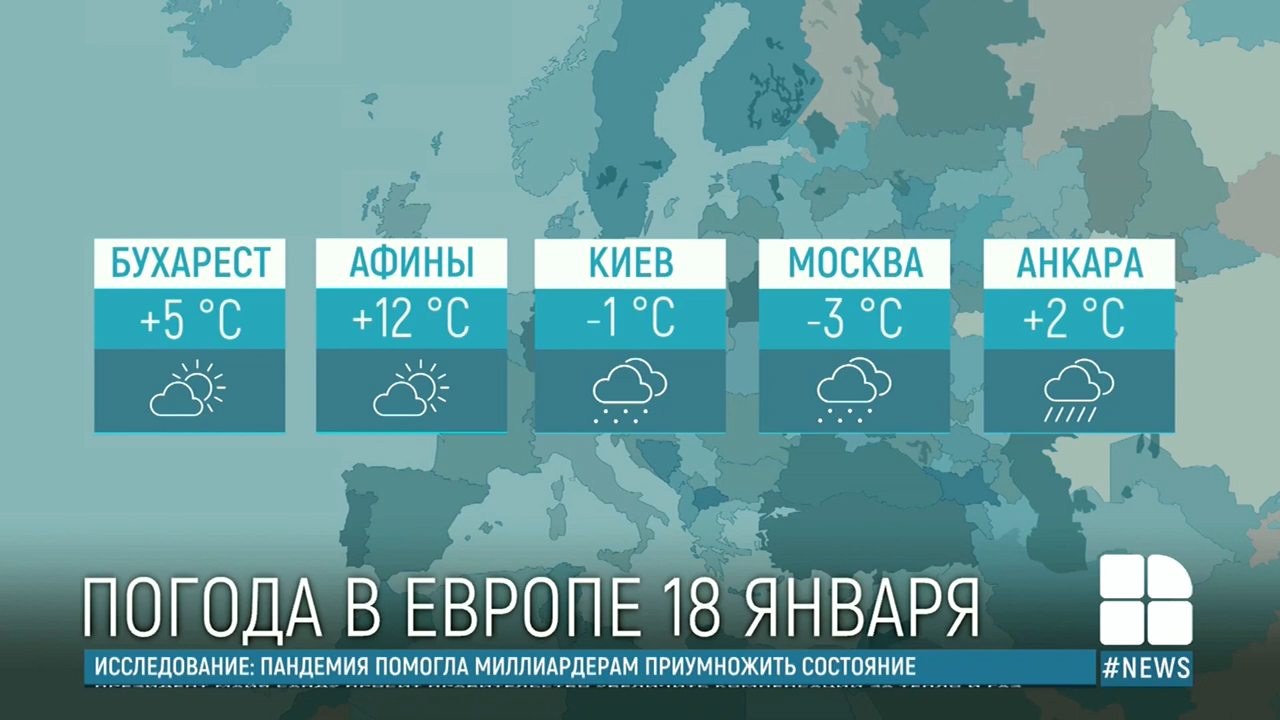 БУХАРЕСТ
+5 °C
АФИНЫ
+12 °C
КИЕВ
-1 °C
МОСКВА
-3 °C
АНКАРА
+2 °C
ПОГОДА В ЕВРОПЕ 18 ЯНВАРЯ
ИССЛЕДОВАНИЕ: ПАНДЕМИЯ ПОМОГЛА МИЛЛИАРДЕРАМ ПРИУМНОЖИТЬ СОСТОЯНИЕ
#NEWS